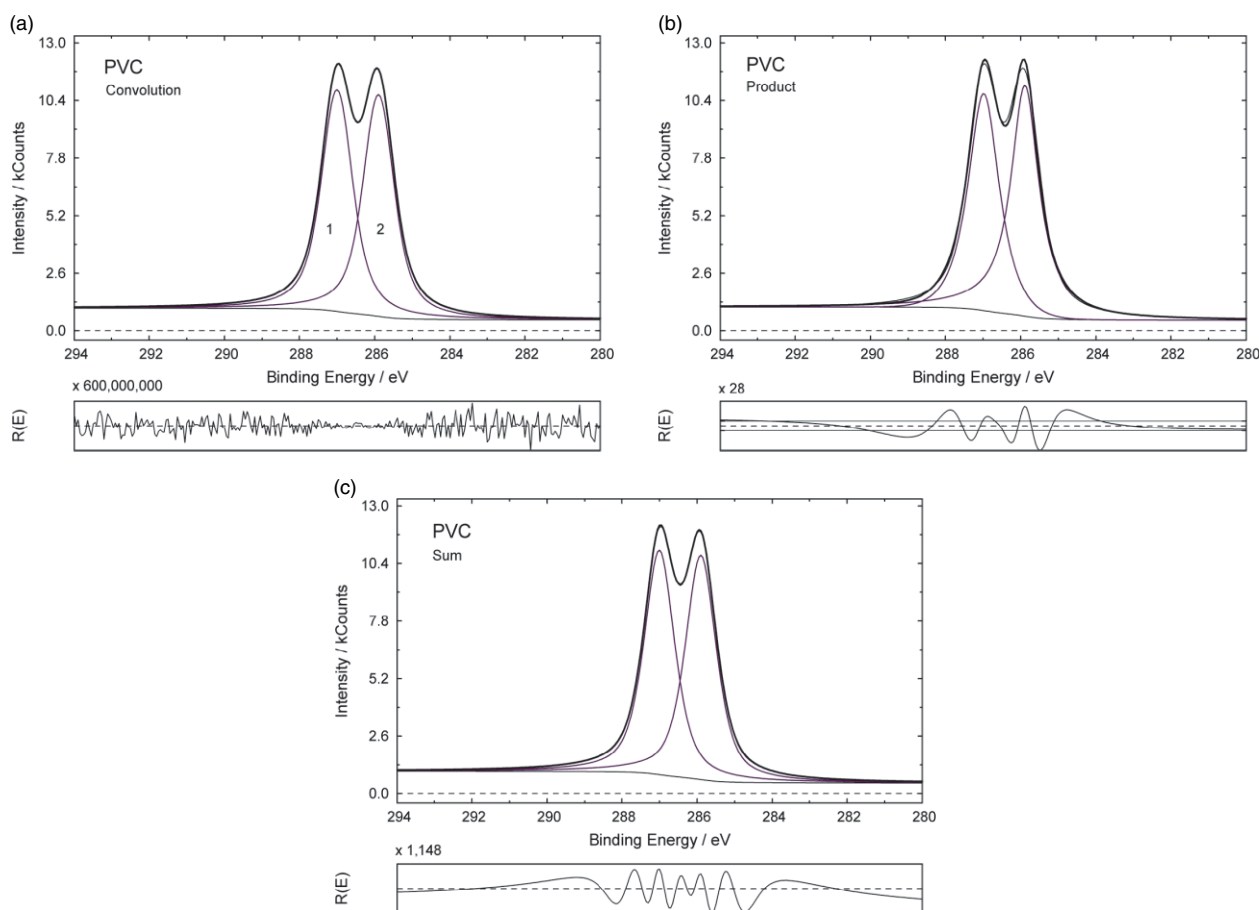 (a)
13.0
10.4
7.8
5.2
2.6
0.0
Intensity / kCounts
PVC
Convolution
1
2
294 292 290 288 286 284 282 280
Binding Energy / eV
x 600,000,000
R(E)
(b)
13.0
10.4
7.8
5.2
2.6
0.0
Intensity / kCounts
PVC
Product
294 292 290 288 286 284 282 280
Binding Energy / eV
x 28
R(E)
(c)
13.0
10.4
7.8
5.2
2.6
0.0
Intensity / kCounts
PVC
Sum
294 292 290 288 286 284 282 280
Binding Energy / eV
x 1,148
R(E)